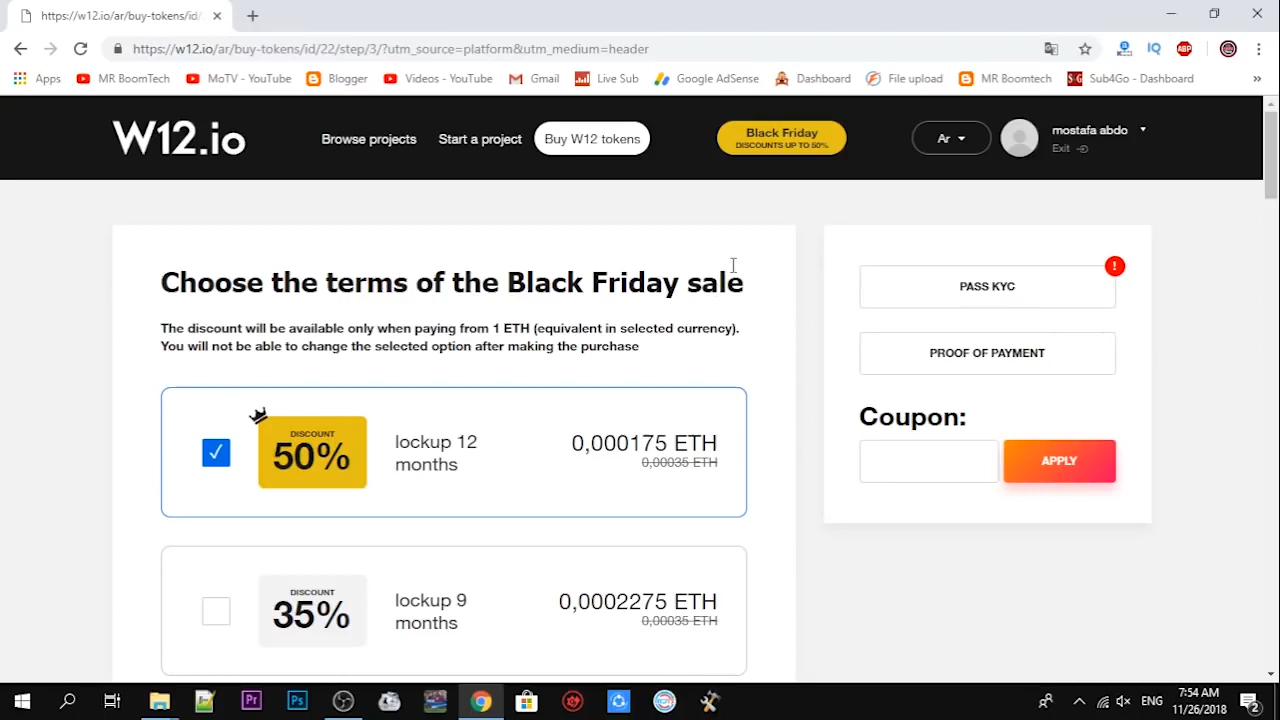 https://w12.io/ar/buy-tokens/id/
https://w12.io/ar/buy-tokens/id/22/step/3/?utm_source=platform&utm_medium=header
IQ
ABP
Apps
MR BoomTech
MoTV - YouTube
Blogger
Videos - YouTube
Gmail
Live Sub
Google AdSense
Dashboard
File upload
MR Boomtech
Sub4Go - Dashboard
»
W12.io
Browse projects
Start a project
Buy W12 tokens
Black Friday
DISCOUNTS UP TO 50%
Ar
mostafa abdo
Exit
Choose the terms of the Black Friday sale
The discount will be available only when paying from 1 ETH (equivalent in selected currency).
You will not be able to change the selected option after making the purchase
DISCOUNT
50%
lockup 12
months
0,000175 ETH
0,00035 ETH
DISCOUNT
35%
lockup 9
months
0,0002275 ETH
0,00035 ETH
!
PASS KYC
PROOF OF PAYMENT
Coupon:
APPLY
Pr
Ps
ENG
7:54 AM
11/26/2018
2